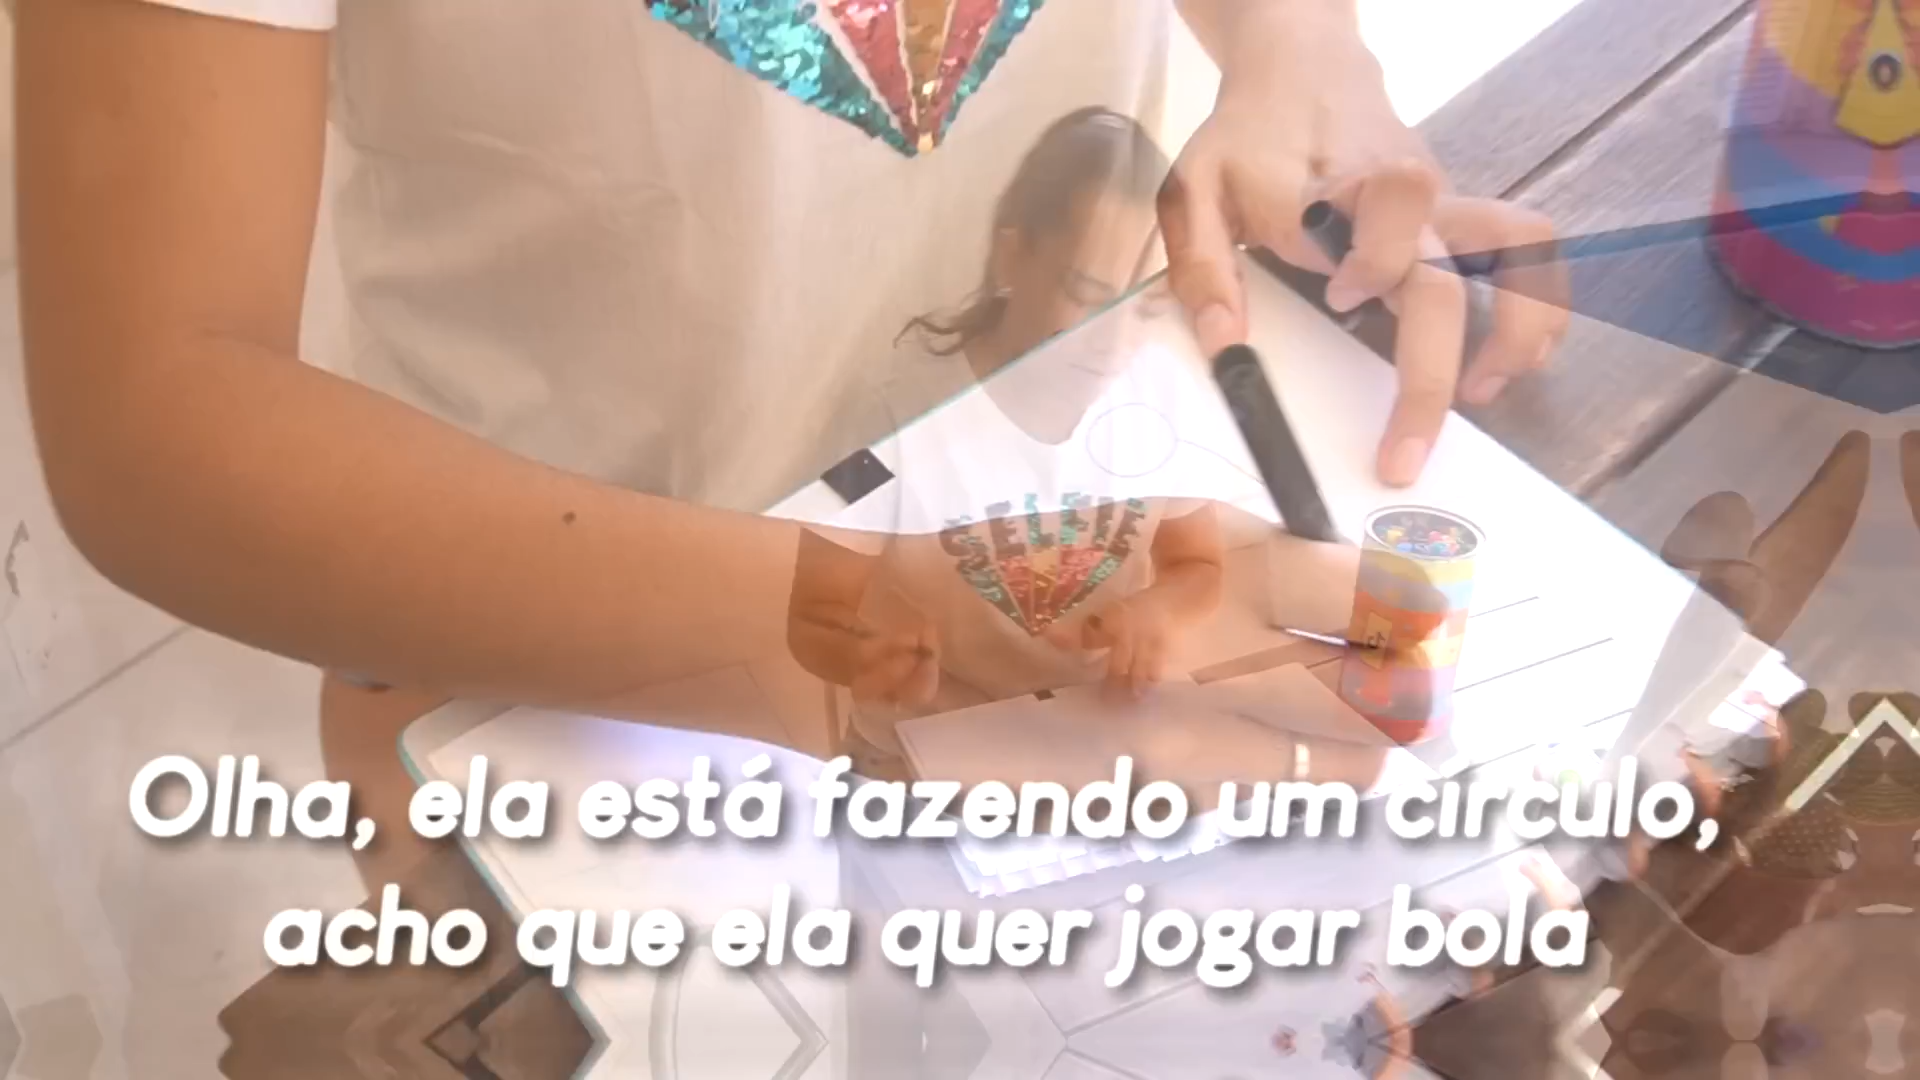 Olha, ela está fazendo um círculo,
acho que ela quer jogar bola